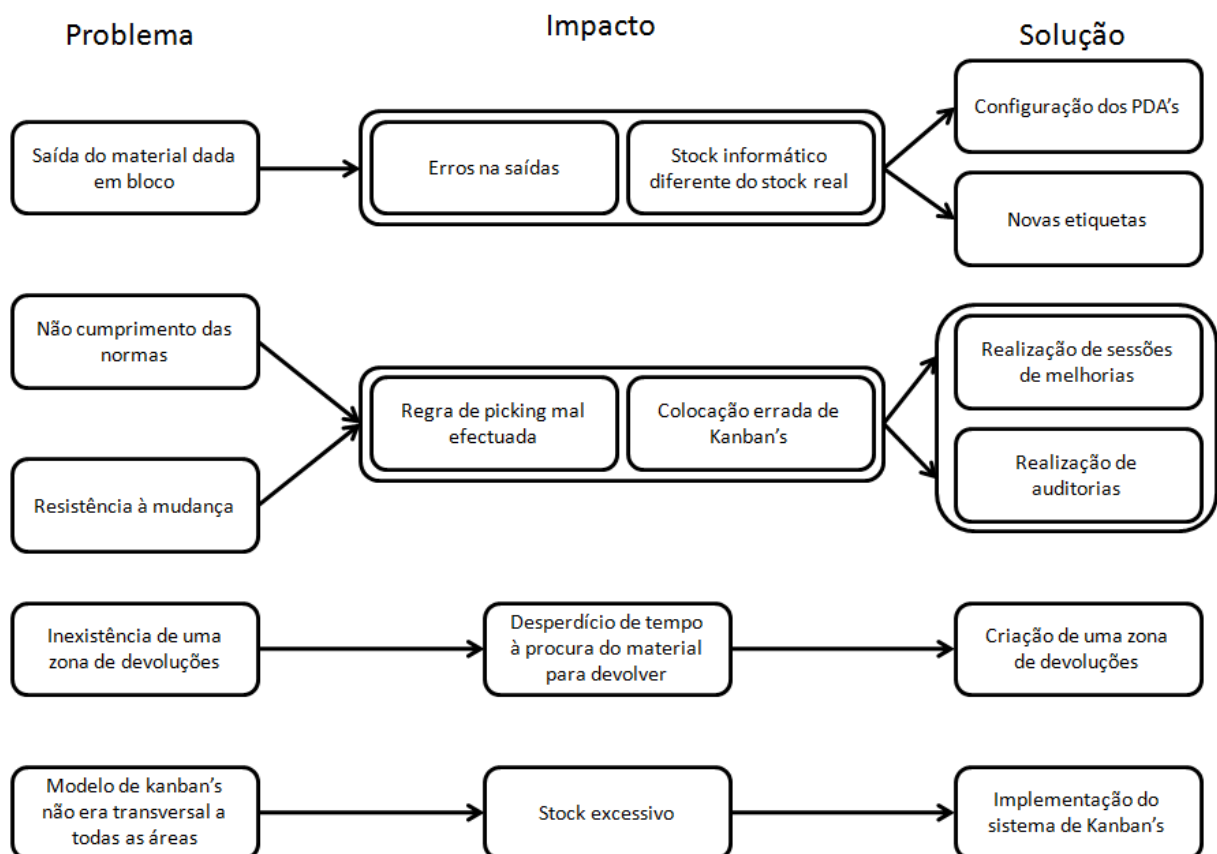 Problema
Impacto
Solução
Saída do material dada
em bloco
Erros na saídas
Stock informático
diferente do stock real
Configuração dos PDA’s
Novas etiquetas
Não cumprimento das
normas
Resistência à mudança
Regra de picking mal
efectuada
Colocação errada de
Kanban’s
Realização de sessões
de melhorias
Realização de
auditorias
Inexistência de uma
zona de devoluções
Desperdício de tempo
à procura do material
para devolver
Criação de uma zona
de devoluções
Modelo de kanban’s
não era transversal a
todas as áreas
Stock excessivo
Implementação do
sistema de Kanban’s